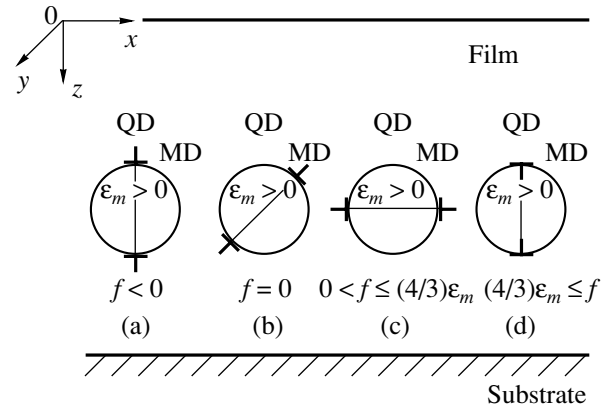 0
x
y
z
Film
QD QD QD QD
MD MD MD MD
εₘ > 0 εₘ > 0 εₘ > 0 εₘ > 0
f < 0 f = 0 0 < f ≤ (4/3)εₘ (4/3)εₘ ≤ f
(a) (b) (c) (d)
Substrate